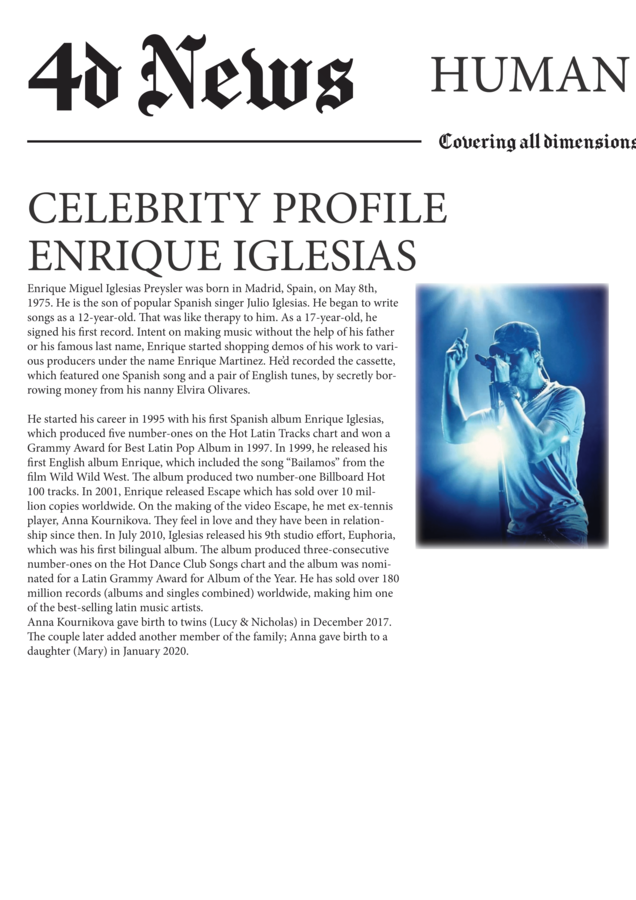 4d News
HUMAN
Covering all dimensions
CELEBRITY PROFILE
ENRIQUE IGLESIAS
Enrique Miguel Iglesias Preysler was born in Madrid, Spain, on May 8th,
1975. He is the son of popular Spanish singer Julio Iglesias. He began to write
songs as a 12-year-old. That was like therapy to him. As a 17-year-old, he
signed his first record. Intent on making music without the help of his father
or his famous last name, Enrique started shopping demos of his work to vari-
ous producers under the name Enrique Martinez. He'd recorded the cassette,
which featured one Spanish song and a pair of English tunes, by secretly bor-
rowing money from his nanny Elvira Olivares.
He started his career in 1995 with his first Spanish album Enrique Iglesias,
which produced five number-ones on the Hot Latin Tracks chart and won a
Grammy Award for Best Latin Pop Album in 1997. In 1999, he released his
first English album Enrique, which included the song “Bailamos” from the
film Wild Wild West. The album produced two number-one Billboard Hot
100 tracks. In 2001, Enrique released Escape which has sold over 10 mil-
lion copies worldwide. On the making of the video Escape, he met ex-tennis
player, Anna Kournikova. They feel in love and they have been in relation-
ship since then. In July 2010, Iglesias released his 9th studio effort, Euphoria,
which was his first bilingual album. The album produced three-consecutive
number-ones on the Hot Dance Club Songs chart and the album was nomi-
nated for a Latin Grammy Award for Album of the Year. He has sold over 180
million records (albums and singles combined) worldwide, making him one
of the best-selling latin music artists.
Anna Kournikova gave birth to twins (Lucy & Nicholas) in December 2017.
The couple later added another member of the family; Anna gave birth to a
daughter (Mary) in January 2020.